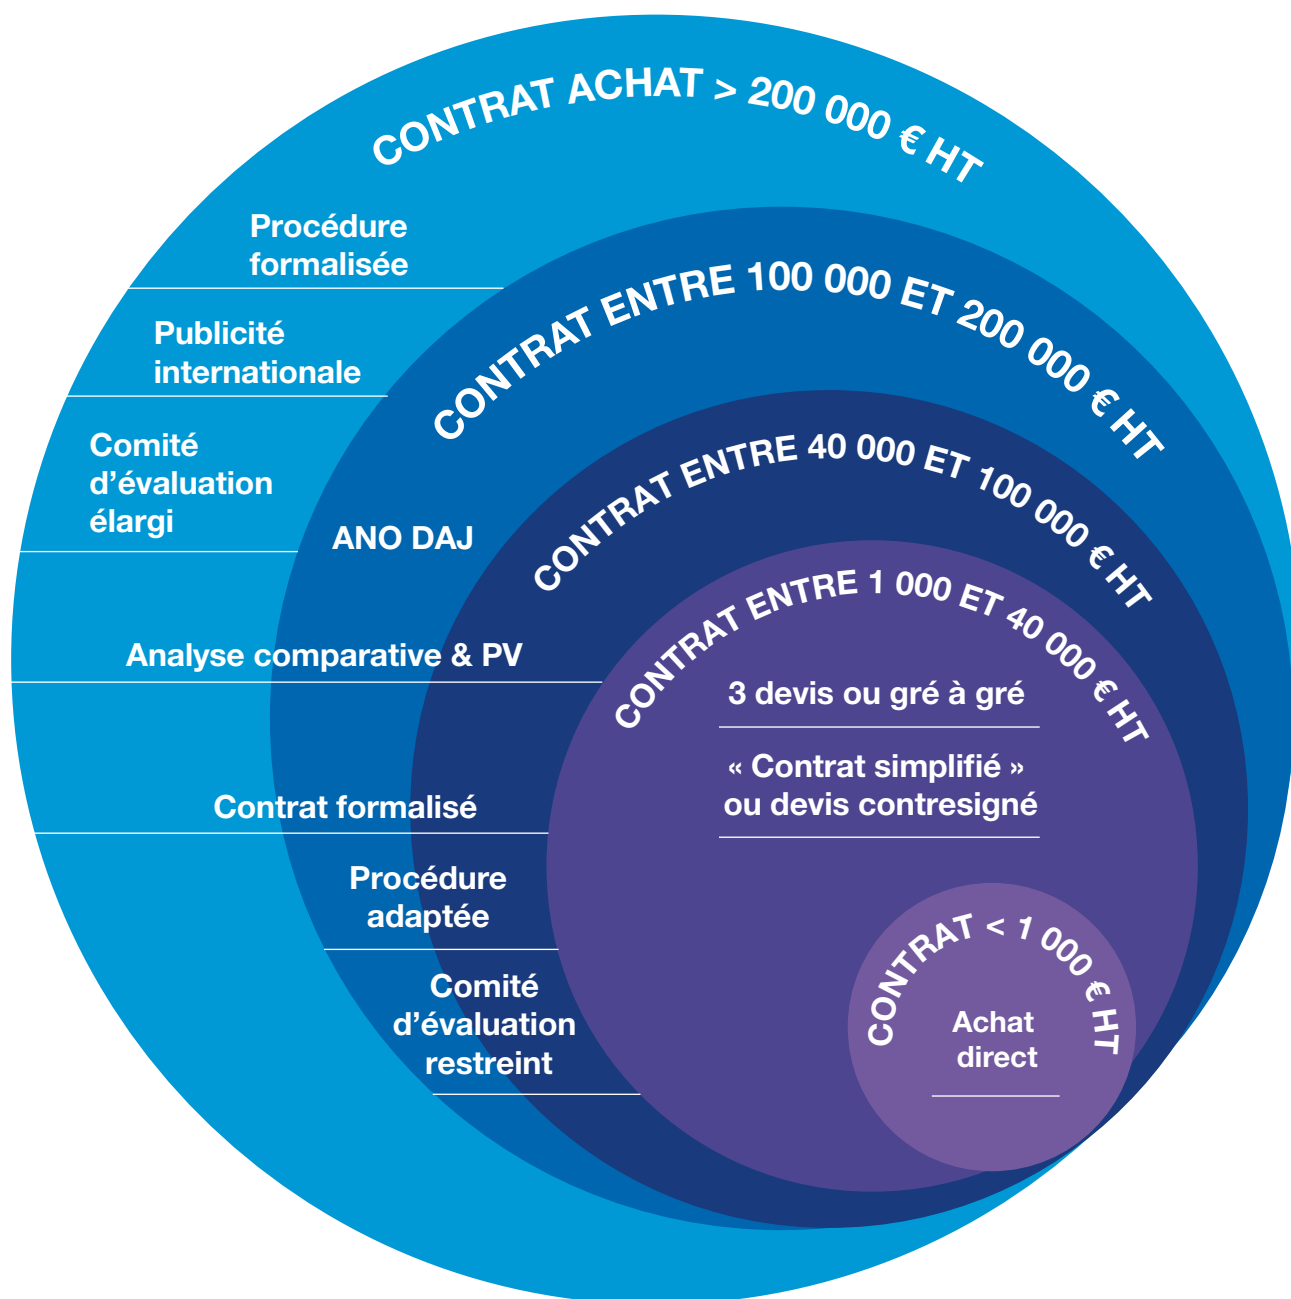 CONTRAT ACHAT > 200 000 € HT
Procédure
formalisée
Publicité
internationale
Comité
d'évaluation
élargi
CONTRAT ENTRE 100 000 ET 200 000 € HT
ANO DAJ
CONTRAT ENTRE 40 000 ET 100 000 € HT
Analyse comparative & PV
Contrat formalisé
Procédure
adaptée
Comité
d'évaluation
restreint
CONTRAT ENTRE 1 000 ET 40 000 € HT
3 devis ou gré à gré
« Contrat simplifié »
ou devis contresigné
CONTRAT < 1 000 € HT
Achat
direct